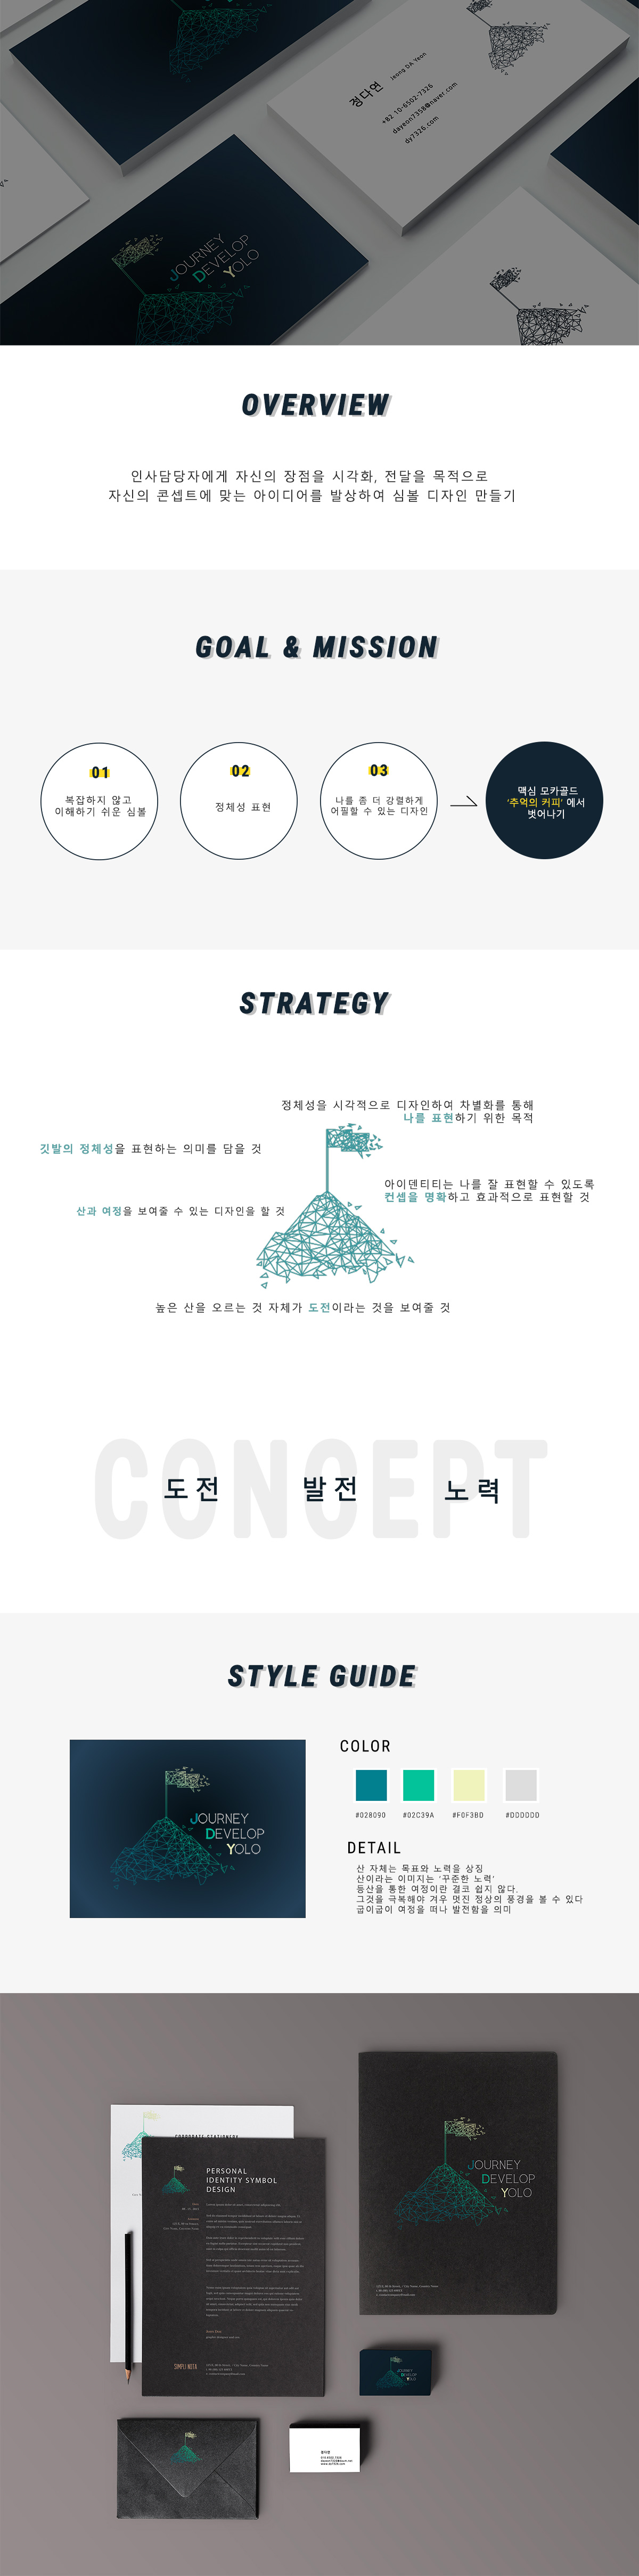 정다연 Jeong DA Yeon
+82 10-6502-7326
dayeon7358@naver.com
dy7326.com
JOURNEY
DEVELOP
YOLO
OVERVIEW
인사담당자에게 자신의 장점을 시각화, 전달을 목적으로
자신의 콘셉트에 맞는 아이디어를 발상하여 심볼 디자인 만들기
GOAL & MISSION
01
복잡하지 않고
이해하기 쉬운 심볼
02
정체성 표현
03
나를 좀 더 강렬하게
어필할 수 있는 디자인
맥심 모카골드
‘추억의 커피’ 에서
벗어나기
STRATEGY
정체성을 시각적으로 디자인하여 차별화를 통해
나를 표현하기 위한 목적
깃발의 정체성을 표현하는 의미를 담을 것
아이덴티티는 나를 잘 표현할 수 있도록
컨셉을 명확하고 효과적으로 표현할 것
산과 여정을 보여줄 수 있는 디자인을 할 것
높은 산을 오르는 것 자체가 도전이라는 것을 보여줄 것
CONCEPT
도전 발전 노력
STYLE GUIDE
JOURNEY
DEVELOP
YOLO
COLOR
#028090 #02C39A #F0F3BD #DDDDDD
DETAIL
산 자체는 목표와 노력을 상징
산이라는 이미지는 ‘꾸준한 노력’
등산을 통한 여정이란 결코 쉽지 않다.
그것을 극복해야 겨우 멋진 정상의 풍경을 볼 수 있다
굽이굽이 여정을 떠나 발전함을 의미
CORPORATE STATIONERY
PERSONAL
IDENTITY SYMBOL
DESIGN
SIMPLI NOTA
JOURNEY
DEVELOP
YOLO
JOURNEY
DEVELOP
YOLO
정다연